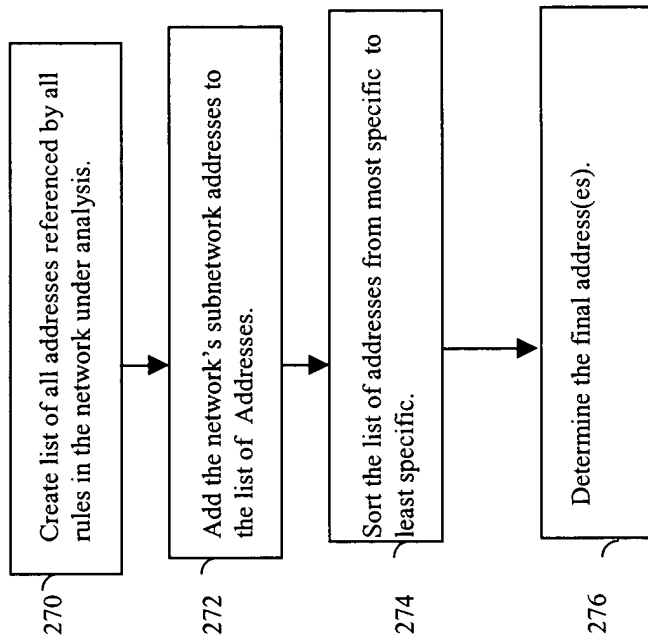 270
Create list of all addresses referenced by all
rules in the network under analysis.
272
Add the network's subnetwork addresses to
the list of Addresses.
274
Sort the list of addresses from most specific to
least specific.
276
Determine the final address(es).